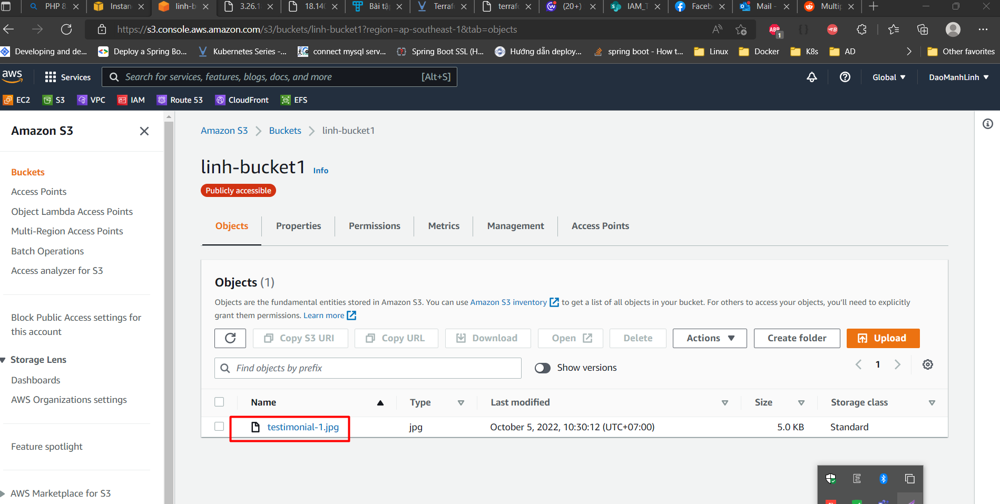 PHP 8.
Instan
linh-b
3.26.1
18.140
Bài tập
Terraf
terrafo
(20+)
IAM_T
Faceb
Mail -
Multip
https://s3.console.aws.amazon.com/s3/buckets/linh-bucket1?region=ap-southeast-1&tab=objects
ABP
1
Developing and de...
Deploy a Spring Bo...
Kubernetes Series -...
connect mysql serv...
Spring Boot SSL (H...
Hướng dẫn deploy...
spring boot - How t...
Linux
Docker
K8s
AD
Other favorites
aws
Services
Search for services, features, blogs, docs, and more
[Alt+S]
Global
DaoManhLinh
EC2
S3
VPC
IAM
Route 53
CloudFront
EFS
Amazon S3
Buckets
Access Points
Object Lambda Access Points
Multi-Region Access Points
Batch Operations
Access analyzer for S3
Block Public Access settings for
this account
Storage Lens
Dashboards
AWS Organizations settings
Feature spotlight
AWS Marketplace for S3
Amazon S3
Buckets
linh-bucket1
linh-bucket1
Info
Publicly accessible
Objects
Properties
Permissions
Metrics
Management
Access Points
Objects (1)
Objects are the fundamental entities stored in Amazon S3. You can use Amazon S3 inventory to get a list of all objects in your bucket. For others to access your objects, you'll need to explicitly
grant them permissions. Learn more
Copy S3 URI
Copy URL
Download
Open
Delete
Actions
Create folder
Upload
Find objects by prefix
Show versions
1
Name
Type
Last modified
Size
Storage class
testimonial-1.jpg
jpg
October 5, 2022, 10:30:12 (UTC+07:00)
5.0 KB
Standard